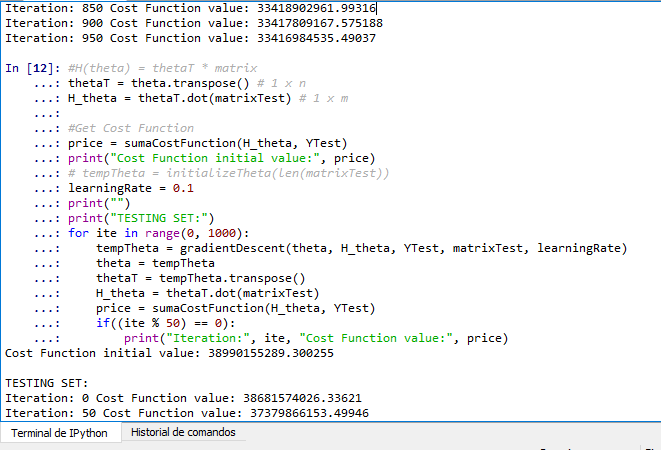 Iteration: 850 Cost Function value: 33418902961.99316
Iteration: 900 Cost Function value: 33417809167.575188
Iteration: 950 Cost Function value: 33416984535.49037
In [12]: #H(theta) = thetaT * matrix
...: thetaT = theta.transpose() # 1 x n
...: H_theta = thetaT.dot(matrixTest) # 1 x m
...:
...: #Get Cost Function
...: price = sumaCostFunction(H_theta, YTest)
...: print("Cost Function initial value:", price)
...: # tempTheta = initializeTheta(len(matrixTest))
...: learningRate = 0.1
...: print("")
...: print("TESTING SET:")
...: for ite in range(0, 1000):
...:     tempTheta = gradientDescent(theta, H_theta, YTest, matrixTest, learningRate)
...:     theta = tempTheta
...:     thetaT = tempTheta.transpose()
...:     H_theta = thetaT.dot(matrixTest)
...:     price = sumaCostFunction(H_theta, YTest)
...:     if((ite % 50) == 0):
...:         print("Iteration:", ite, "Cost Function value:", price)
Cost Function initial value: 38990155289.300255
TESTING SET:
Iteration: 0 Cost Function value: 38681574026.33621
Iteration: 50 Cost Function value: 37379866153.49946
Terminal de IPython Historial de comandos